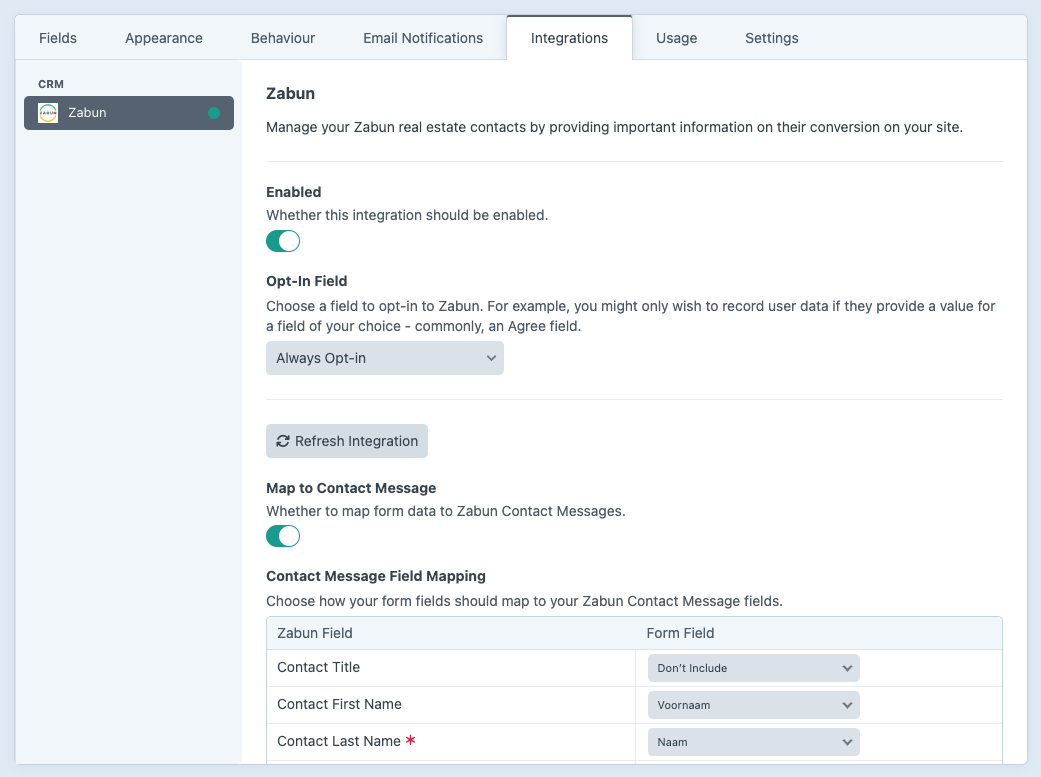 Fields Appearance Behaviour Email Notifications Integrations Usage Settings
CRM
ZABUN Zabun
Zabun
Manage your Zabun real estate contacts by providing important information on their conversion on your site.
Enabled
Whether this integration should be enabled.
Opt-In Field
Choose a field to opt-in to Zabun. For example, you might only wish to record user data if they provide a value for
a field of your choice - commonly, an Agree field.
Always Opt-in
Refresh Integration
Map to Contact Message
Whether to map form data to Zabun Contact Messages.
Contact Message Field Mapping
Choose how your form fields should map to your Zabun Contact Message fields.
Zabun Field Form Field
Contact Title Don't Include
Contact First Name Voornaam
Contact Last Name * Naam